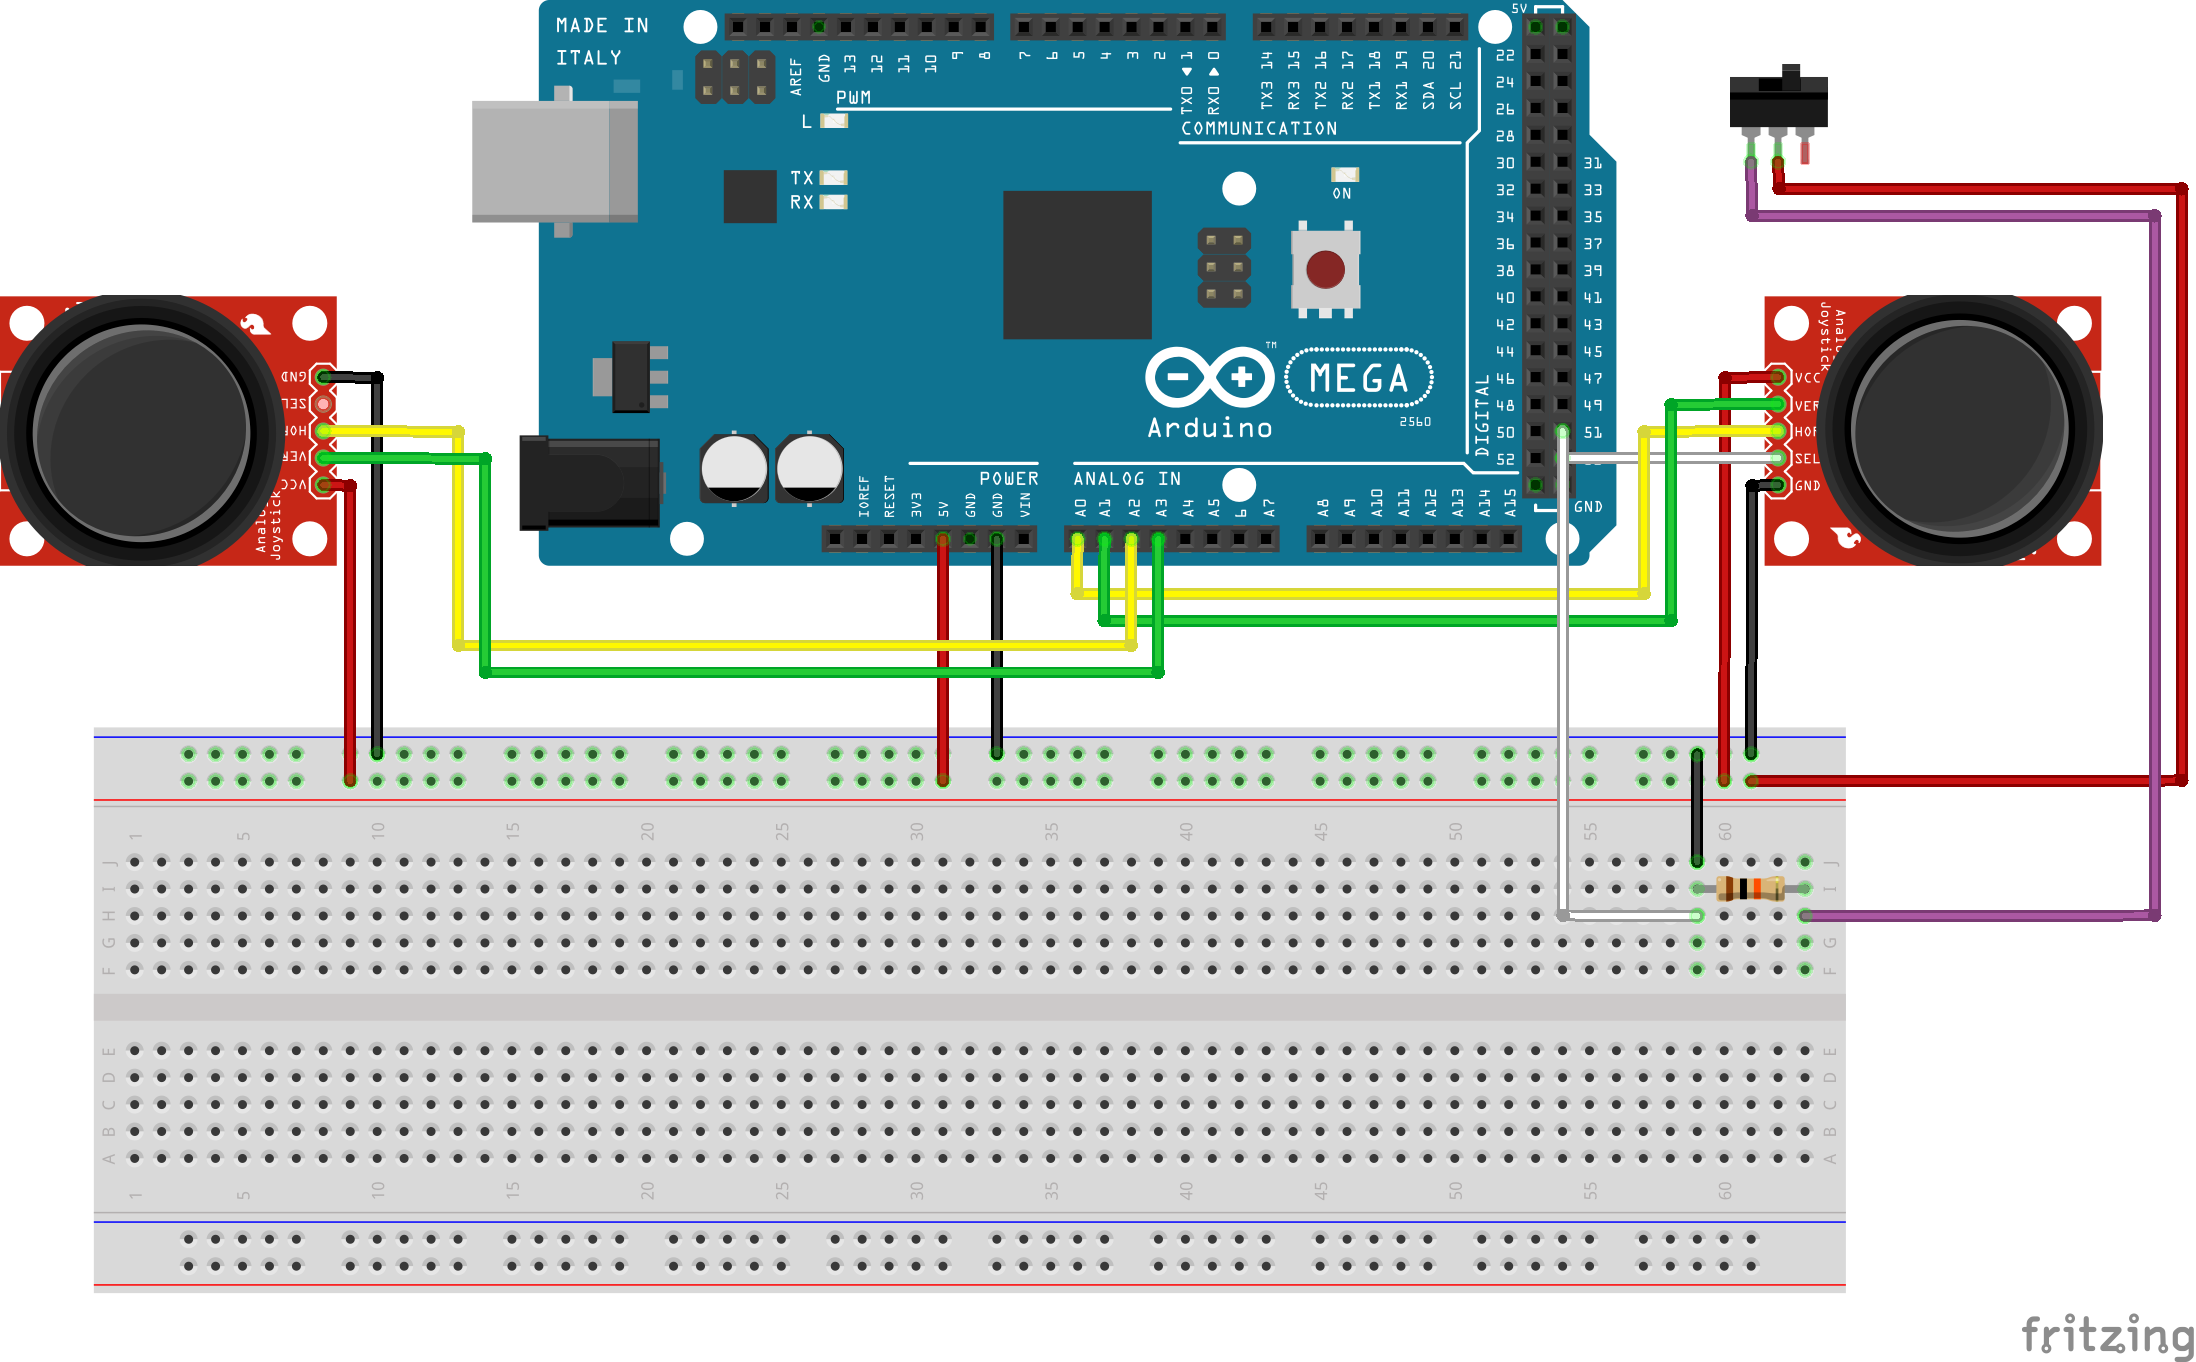 MADE IN
ITALY
AREF
GND
13
12
11
10
9
8
7
6
5
4
3
2
TX0 ◀ 1
RX0 ▶ 0
TX3 14
RX3 15
TX2 16
RX2 17
TX1 18
RX1 19
SDA 20
SCL 21
5V
PWM
COMMUNICATION
L
TX
RX
ON
22
24
26
28
30 31
32 33
34 35
36 37
38 39
40 41
42 43
44 45
46 47
48 49
50 51
52
GND
DIGITAL
MEGA
TM
2560
Arduino
POWER
ANALOG IN
IOREF
RESET
3V3
5V
GND
GND
VIN
A0
A1
A2
A3
A4
A5
6
A7
A8
A9
A10
A11
A12
A13
A14
A15
GND
SEL
HOR
VER
VCC
Analog
Joystick
Analog
Joystick
VCC
VER
HOR
SEL
GND
1 5 10 15 20 25 30 35 40 45 50 55 60
J J
I I
H
G G
F F
E E
D D
C C
B B
A A
1 5 10 15 20 25 30 35 40 45 50 55 60
fritzing